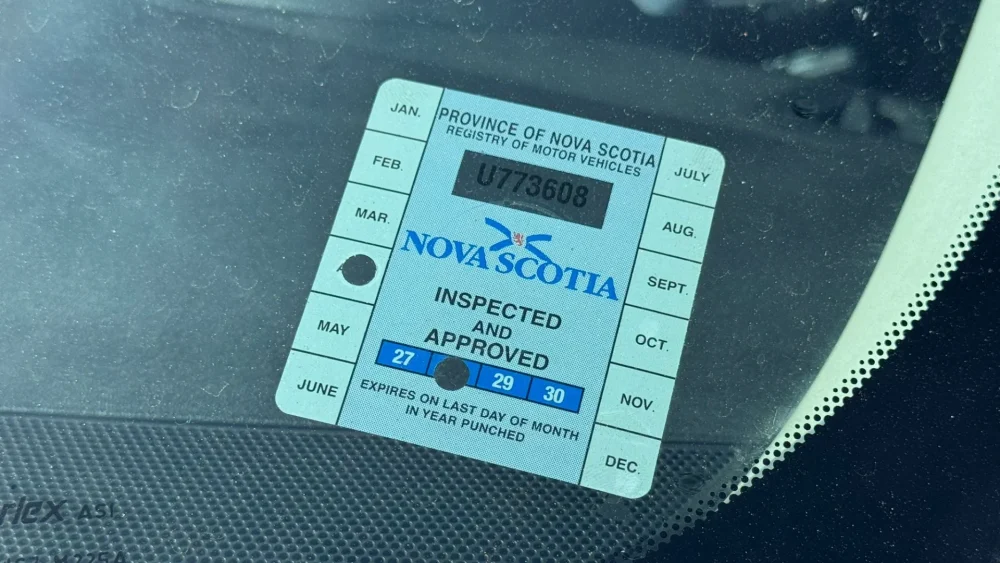 JAN.
FEB.
MAR.
MAY
JUNE
PROVINCE OF NOVA SCOTIA
REGISTRY OF MOTOR VEHICLES
U773608
NOVA SCOTIA
INSPECTED
AND
APPROVED
27 29 30
EXPIRES ON LAST DAY OF MONTH
IN YEAR PUNCHED
JULY
AUG.
SEPT.
OCT.
NOV.
DEC.
AS1